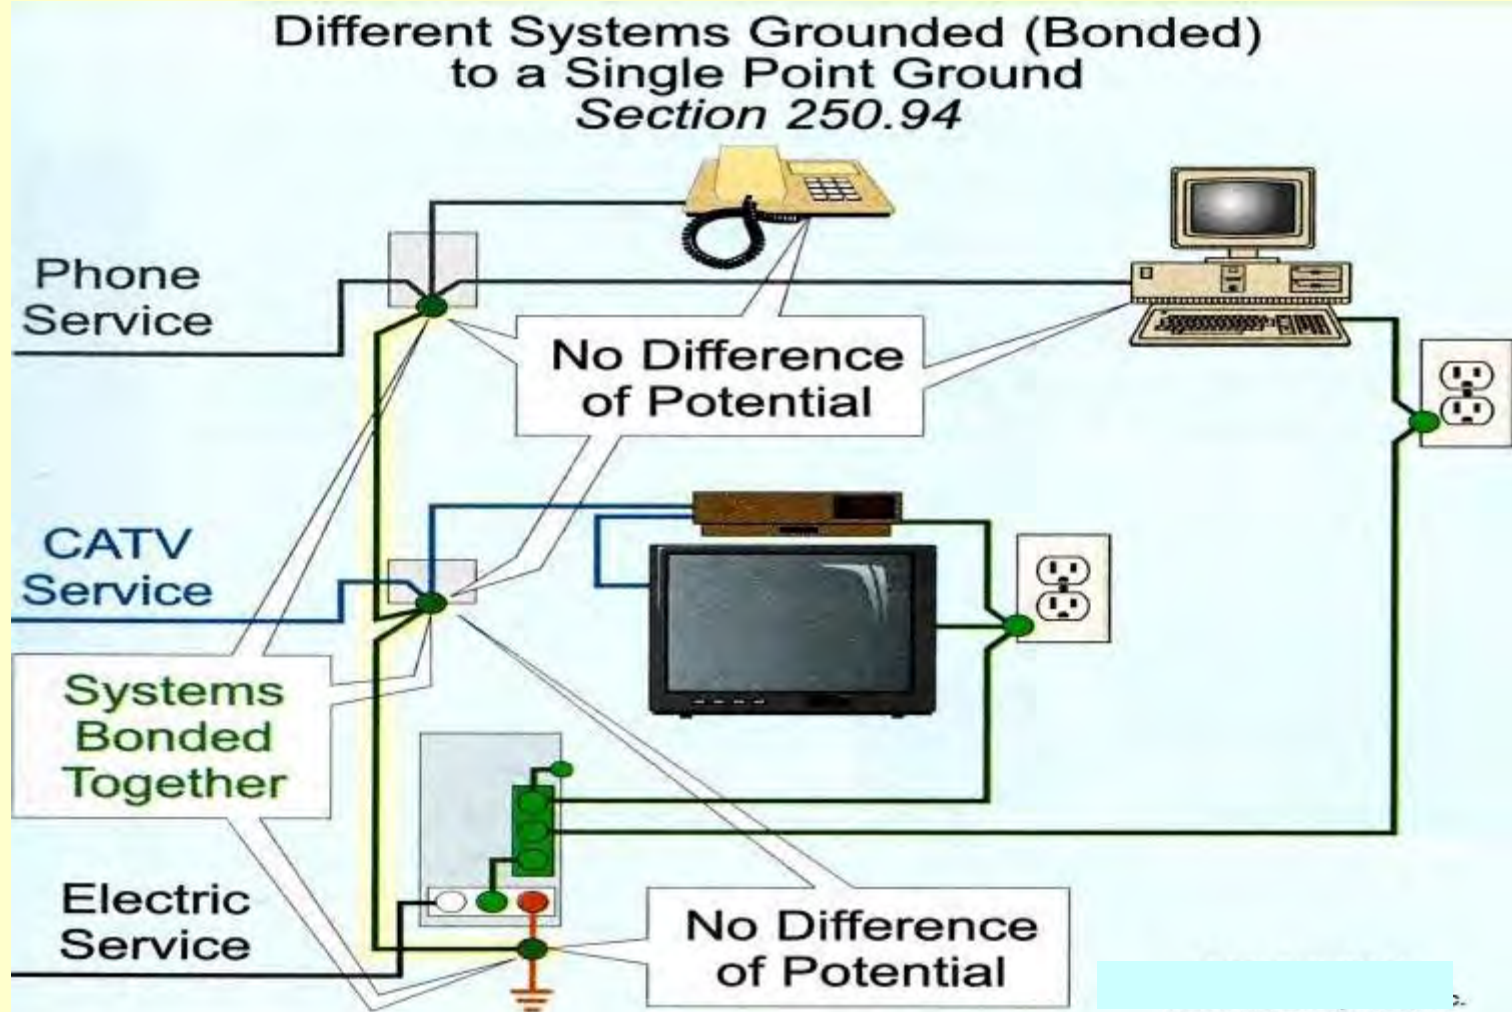 Different Systems Grounded (Bonded)
to a Single Point Ground
Section 250.94
Phone
Service
No Difference
of Potential
CATV
Service
Systems
Bonded
Together
Electric
Service
No Difference
of Potential